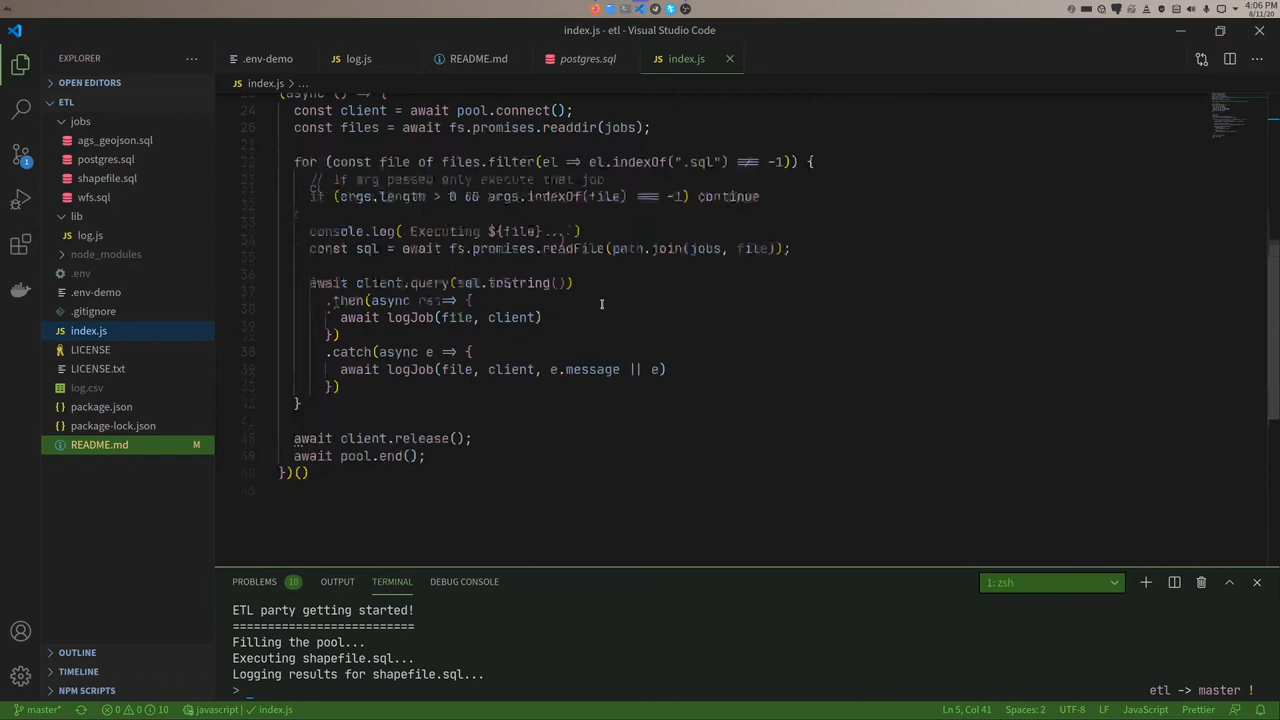 4:06 PM
8/11/20
index.js - etl - Visual Studio Code
EXPLORER
.env-demo
log.js
README.md
postgres.sql
index.js
OPEN EDITORS
index.js > ...
ETL
jobs
ags_geojson.sql
postgres.sql
shapefile.sql
wfs.sql
lib
log.js
node_modules
.env
.env-demo
.gitignore
index.js
LICENSE
LICENSE.txt
log.csv
package.json
package-lock.json
README.md M
OUTLINE
TIMELINE
NPM SCRIPTS
(async () => {
const client = await pool.connect();
const files = await fs.promises.readdir(jobs);
for (const file of files.filter(el => el.indexOf(".sql") !== -1)) {
// If arg passed only execute that job
if (args.length > 0 && args.indexOf(file) === -1) continue
console.log(`Executing ${file}...`)
const sql = await fs.promises.readFile(path.join(jobs, file));
await client.query(sql.toString())
.then(async res => {
await logJob(file, client)
})
.catch(async e => {
await logJob(file, client, e.message || e)
})
}
await client.release();
await pool.end();
})()
PROBLEMS 10
OUTPUT
TERMINAL
DEBUG CONSOLE
1: zsh
ETL party getting started!
=========================
Filling the pool...
Executing shapefile.sql...
Logging results for shapefile.sql...
>
etl -> master !
master*
0 0 10
javascript
index.js
Ln 5, Col 41
Spaces: 2
UTF-8
LF
JavaScript
Prettier